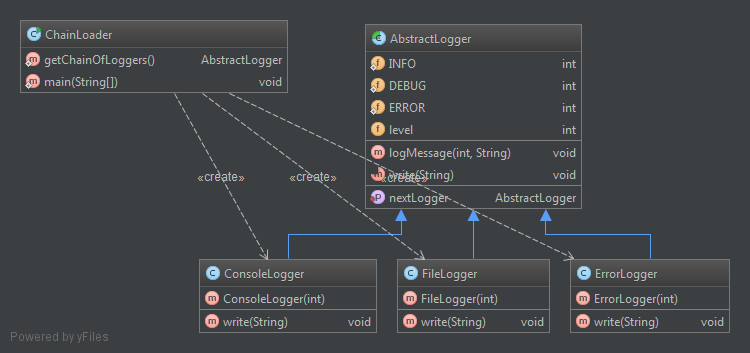 ChainLoader
getChainOfLoggers() AbstractLogger
main(String[]) void
AbstractLogger
INFO int
DEBUG int
ERROR int
level int
logMessage(int, String) void
write(String) void
nextLogger AbstractLogger
«create»
«create»
«create»
ConsoleLogger
ConsoleLogger(int)
write(String) void
FileLogger
FileLogger(int)
write(String) void
ErrorLogger
ErrorLogger(int)
write(String) void
Powered by yFiles